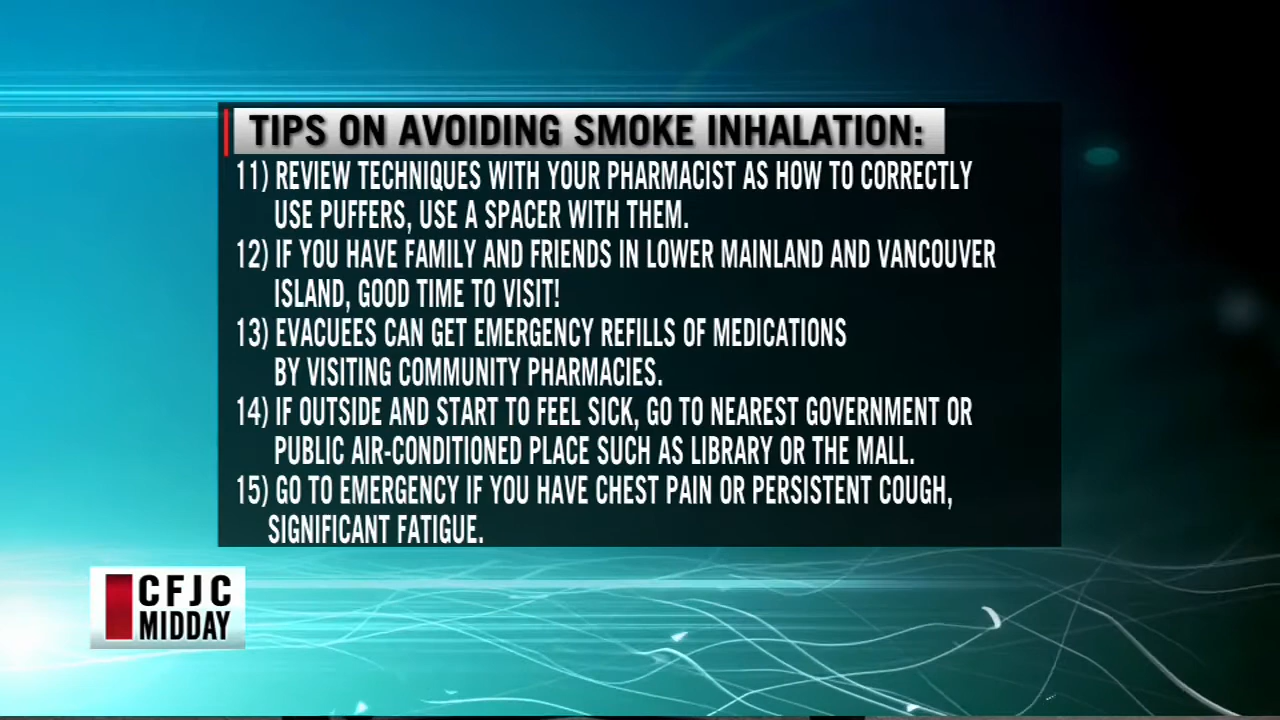 TIPS ON AVOIDING SMOKE INHALATION:
11) REVIEW TECHNIQUES WITH YOUR PHARMACIST AS HOW TO CORRECTLY
USE PUFFERS, USE A SPACER WITH THEM.
12) IF YOU HAVE FAMILY AND FRIENDS IN LOWER MAINLAND AND VANCOUVER
ISLAND, GOOD TIME TO VISIT!
13) EVACUEES CAN GET EMERGENCY REFILLS OF MEDICATIONS
BY VISITING COMMUNITY PHARMACIES.
14) IF OUTSIDE AND START TO FEEL SICK, GO TO NEAREST GOVERNMENT OR
PUBLIC AIR-CONDITIONED PLACE SUCH AS LIBRARY OR THE MALL.
15) GO TO EMERGENCY IF YOU HAVE CHEST PAIN OR PERSISTENT COUGH,
SIGNIFICANT FATIGUE.
CFJC
MIDDAY